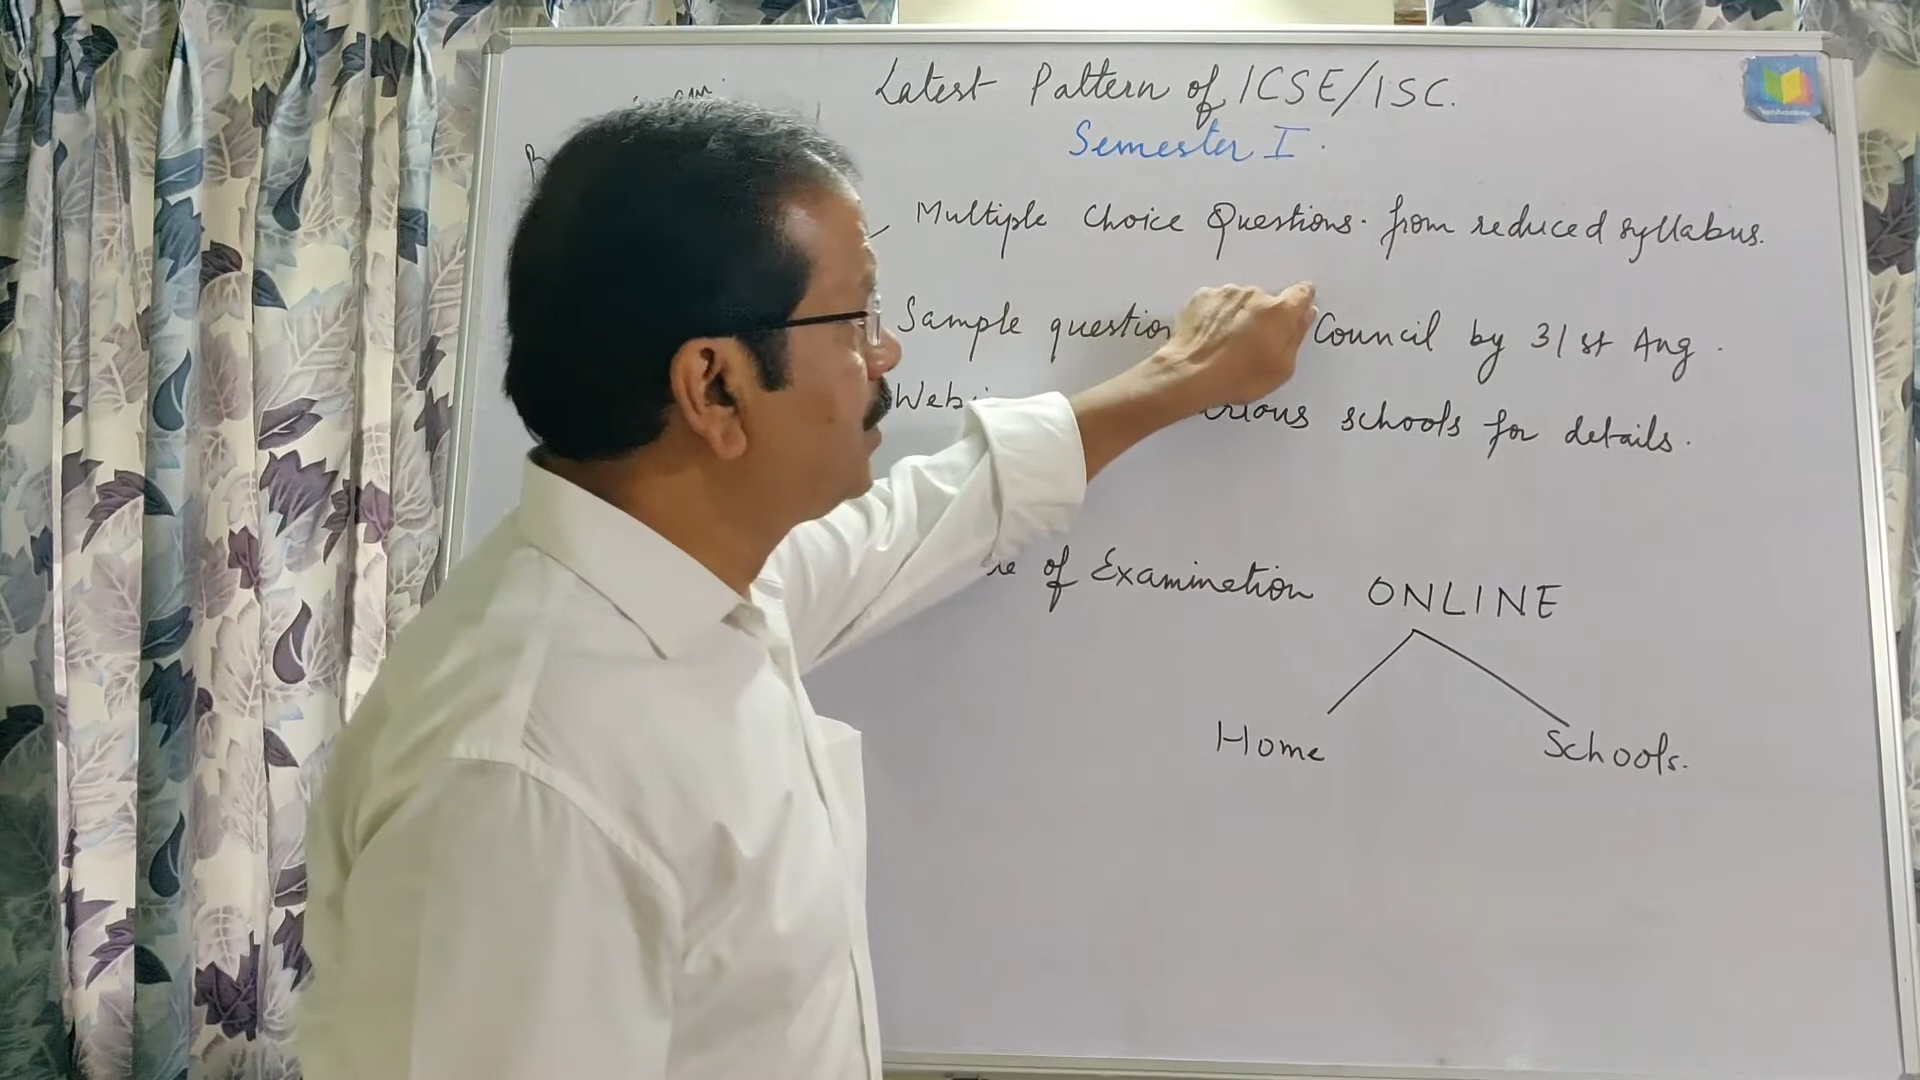 Latest Pattern of ICSE/ISC.
Semester I.
Multiple Choice Questions. from reduced syllabus.
Sample question Council by 31st Aug.
schools for details.
of Examination ONLINE
Home Schools.